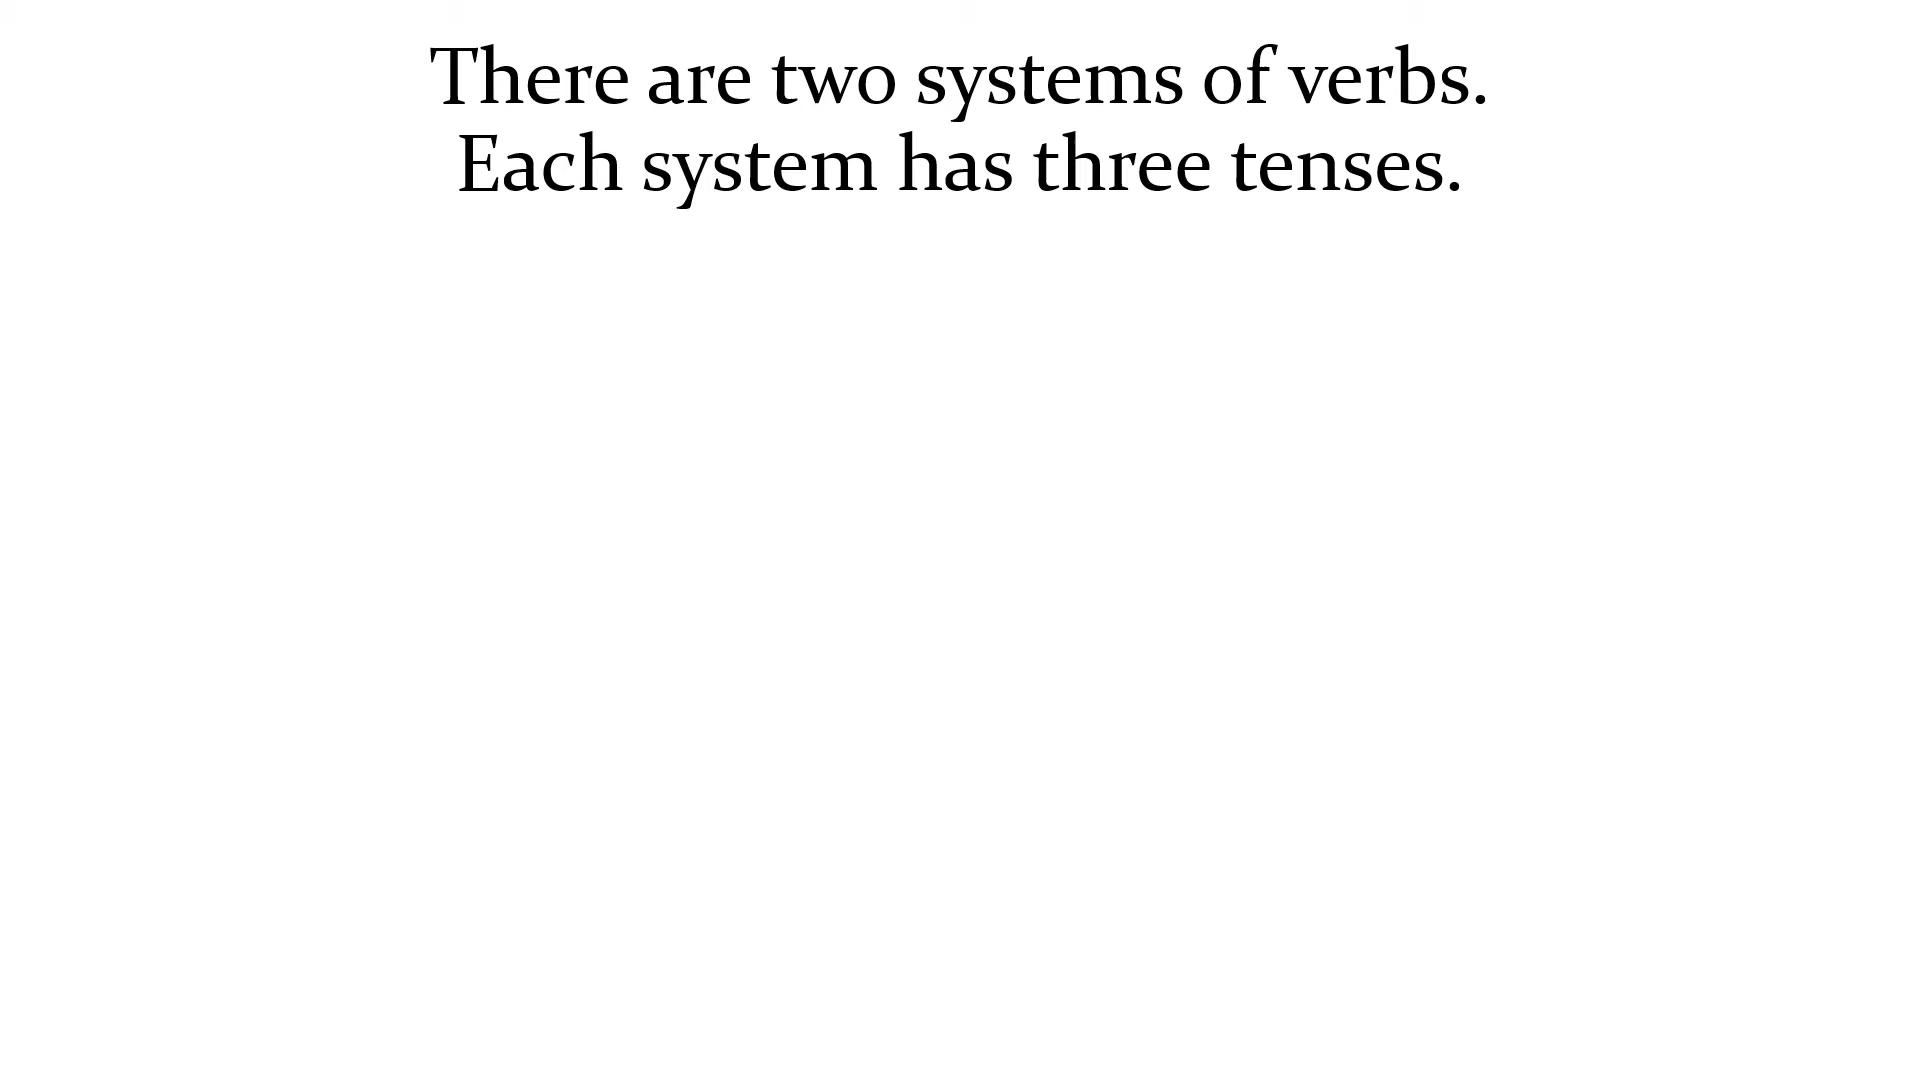 There are two systems of verbs.
Each system has three tenses.